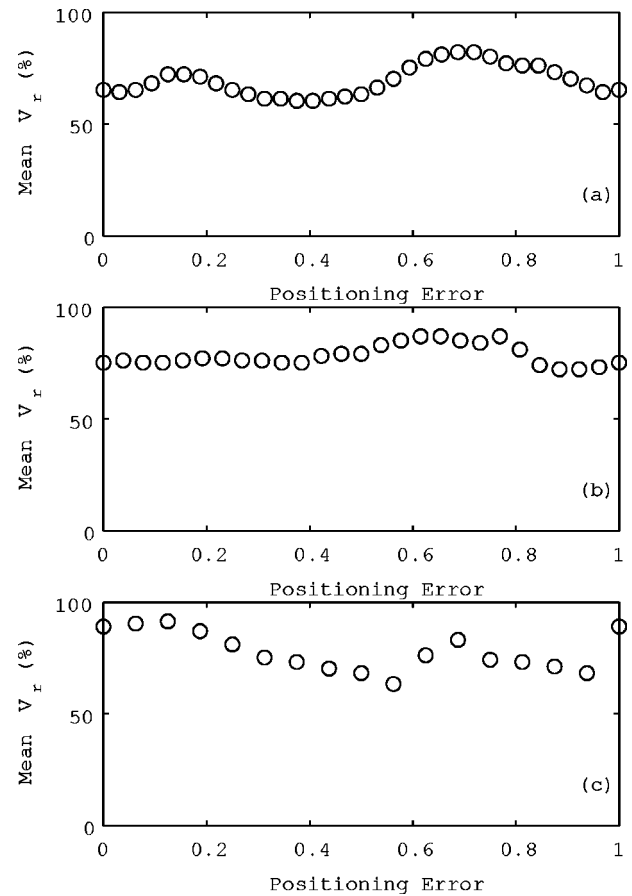 100
50
0
Mean V_r (%)
(a)
0 0.2 0.4 0.6 0.8 1
Positioning Error
100
50
0
Mean V_r (%)
(b)
0 0.2 0.4 0.6 0.8 1
Positioning Error
100
50
0
Mean V_r (%)
(c)
0 0.2 0.4 0.6 0.8 1
Positioning Error